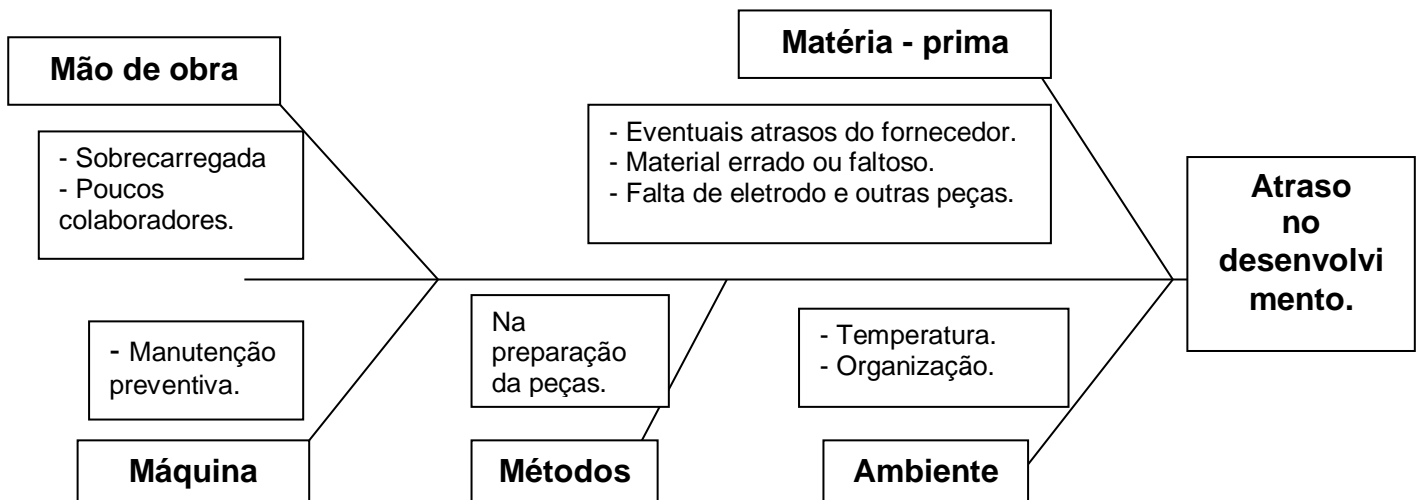 Mão de obra
Matéria - prima
- Sobrecarregada
- Poucos
colaboradores.
- Eventuais atrasos do fornecedor.
- Material errado ou faltoso.
- Falta de eletrodo e outras peças.
Atraso
no
desenvolvi
mento.
- Manutenção
preventiva.
Na
preparação
da peças.
- Temperatura.
- Organização.
Máquina
Métodos
Ambiente